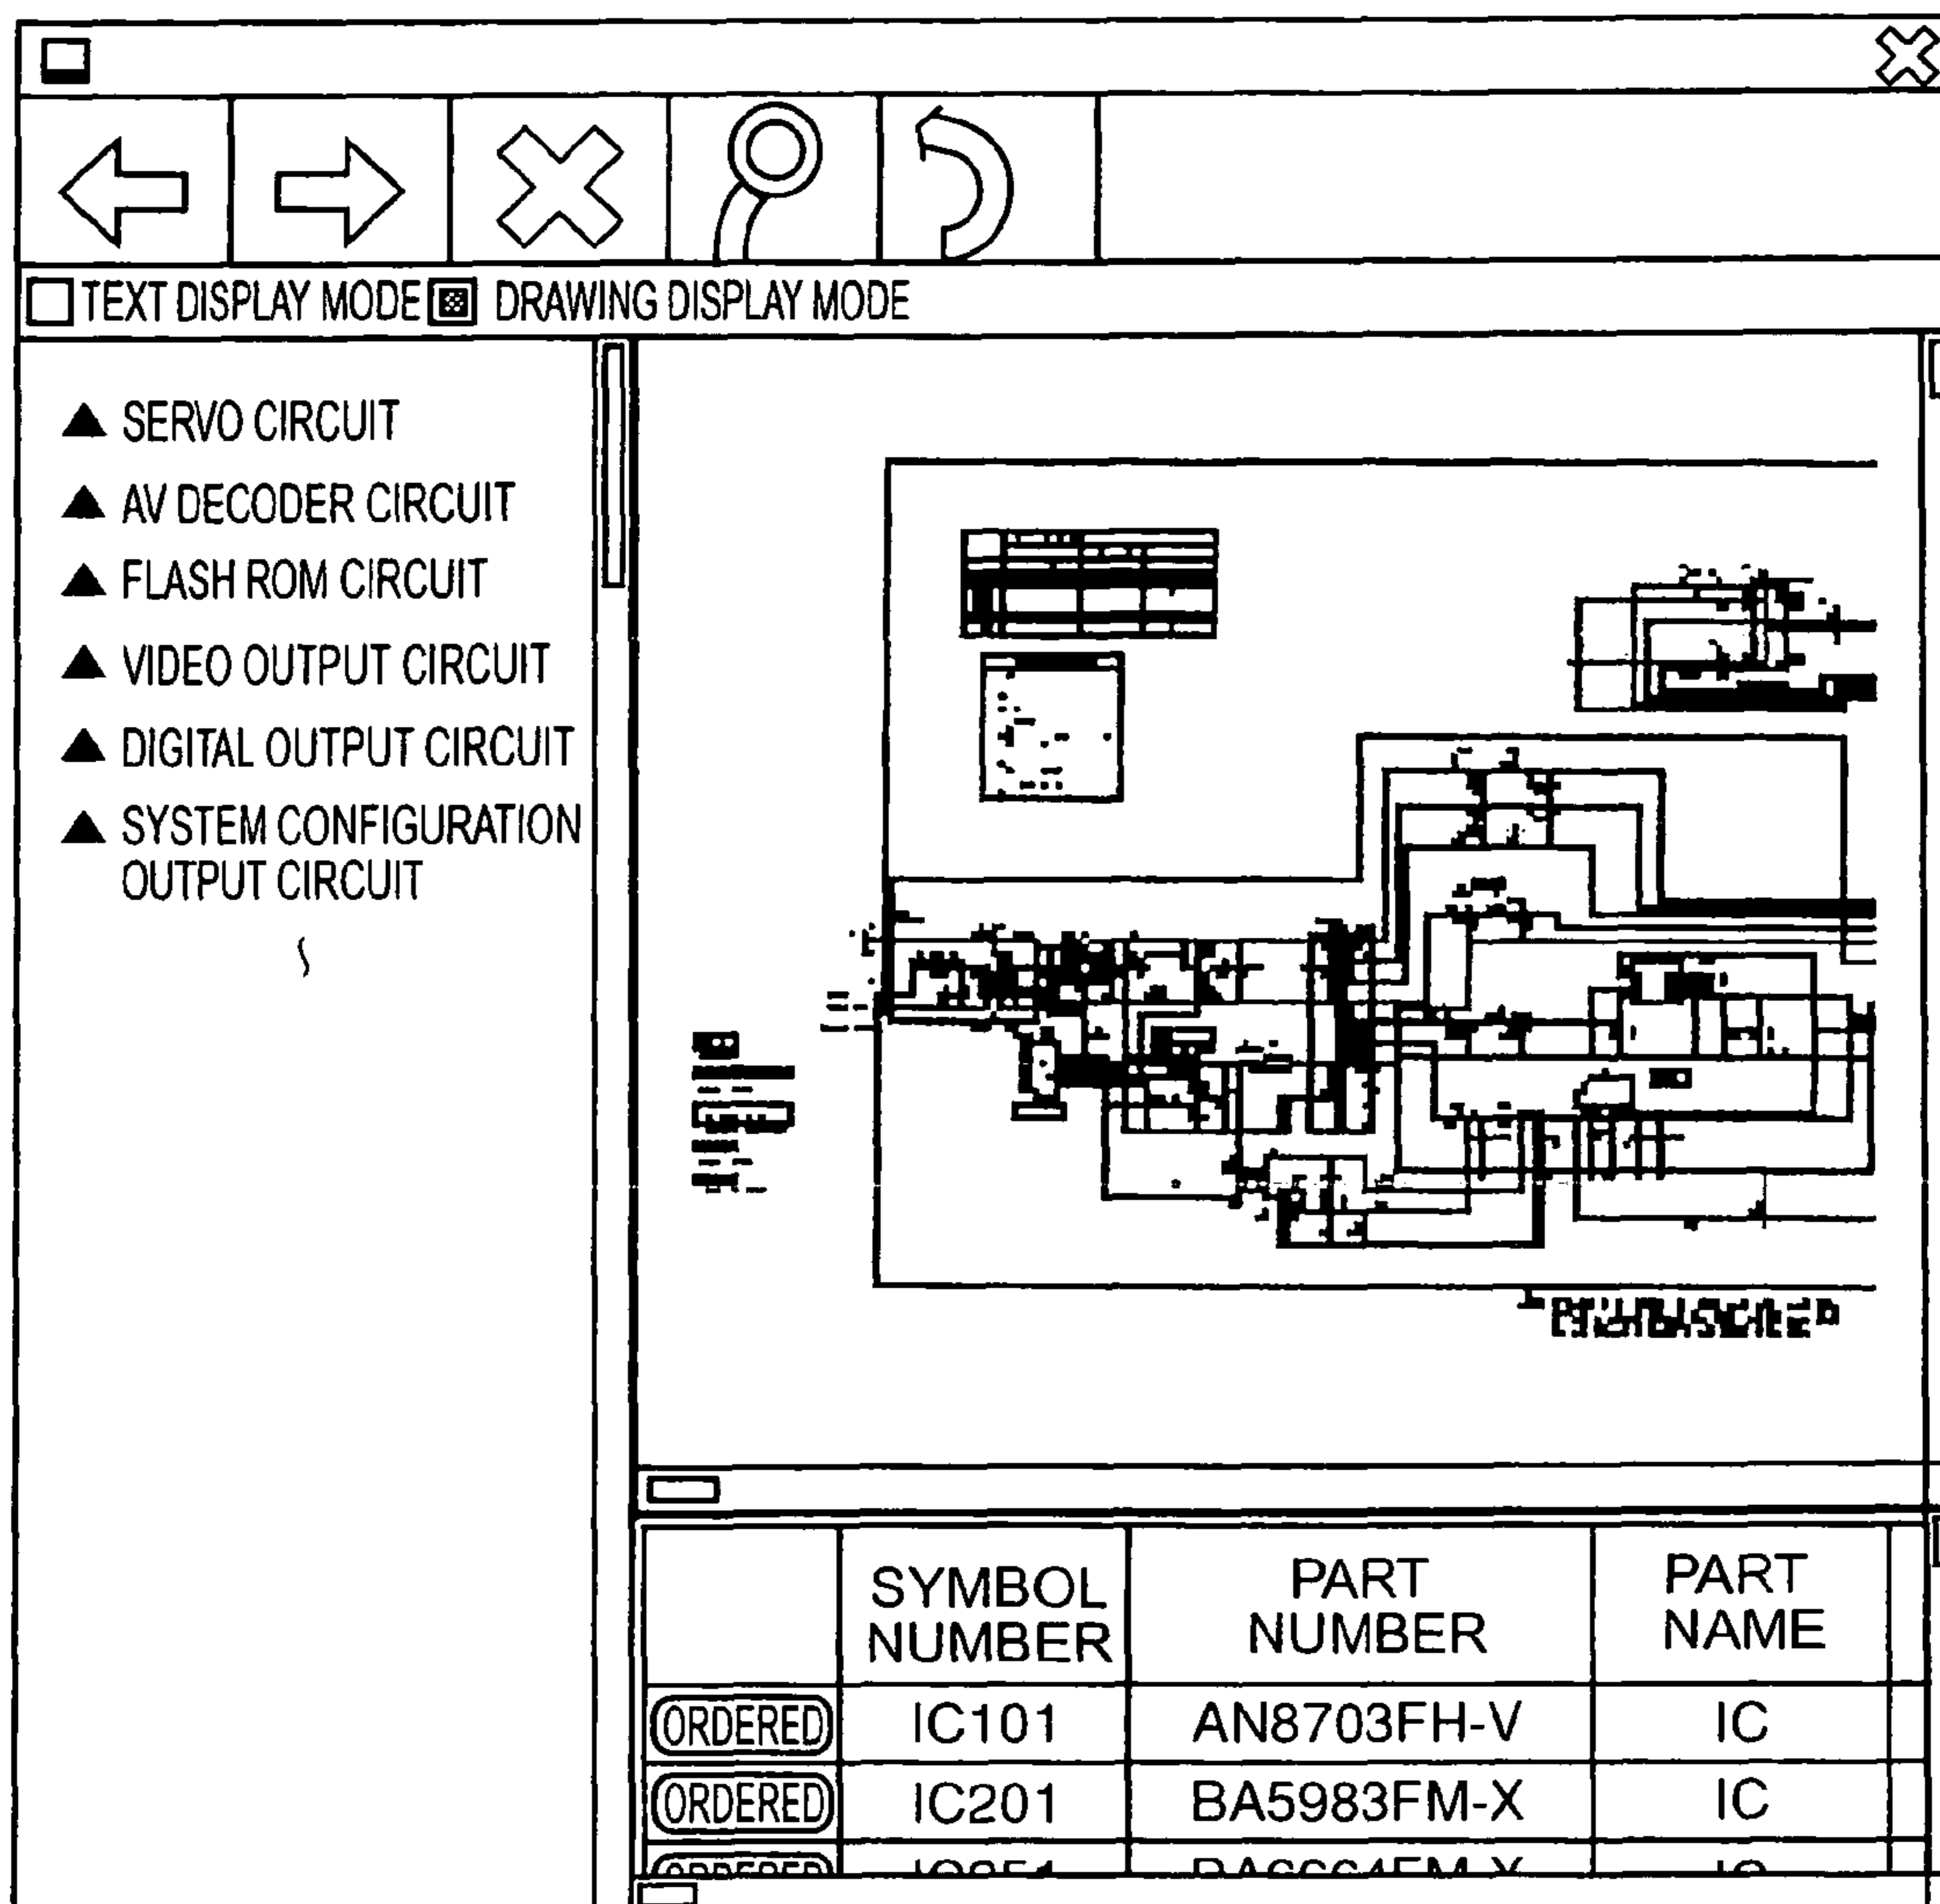 TEXT DISPLAY MODE DRAWING DISPLAY MODE
SERVO CIRCUIT
AV DECODER CIRCUIT
FLASH ROM CIRCUIT
VIDEO OUTPUT CIRCUIT
DIGITAL OUTPUT CIRCUIT
SYSTEM CONFIGURATION
OUTPUT CIRCUIT
SYMBOL NUMBER PART NUMBER PART NAME
ORDERED IC101 AN8703FH-V IC
ORDERED IC201 BA5983FM-X IC
ORDERED